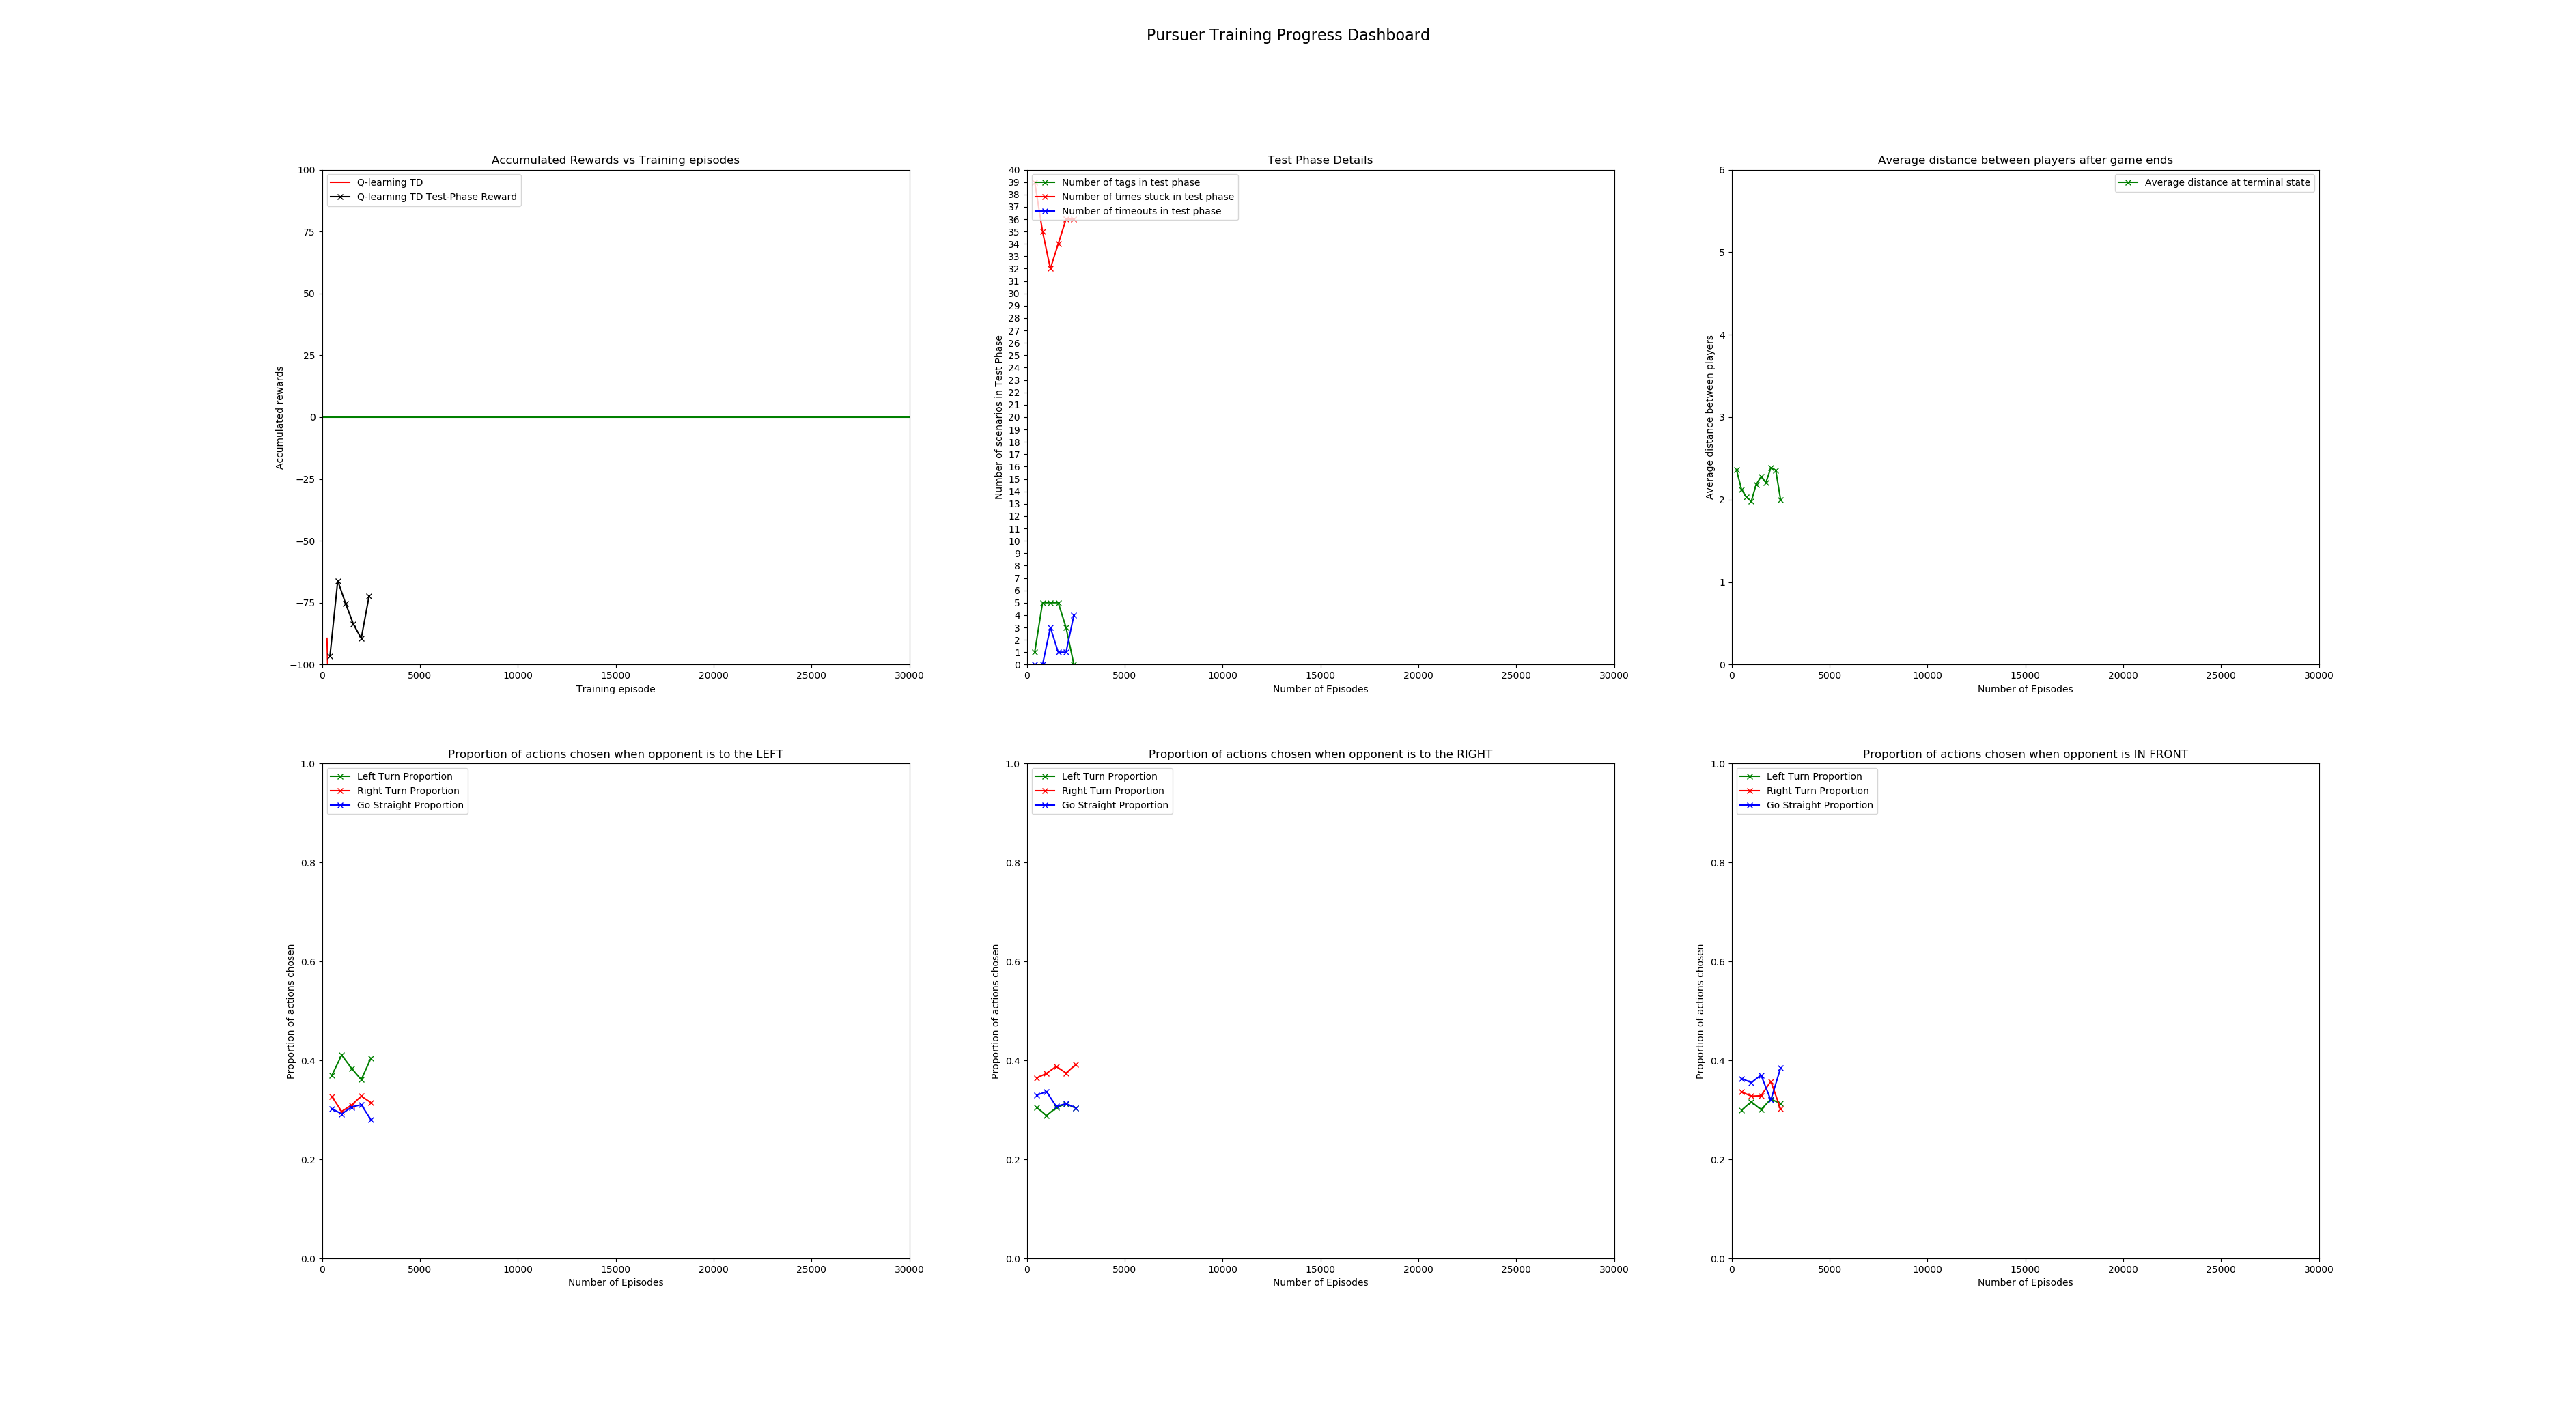 Pursuer Training Progress Dashboard
Accumulated Rewards vs Training episodes
Q-learning TD
Q-learning TD Test-Phase Reward
100
75
50
25
0
−25
−50
−75
−100
Accumulated rewards
0 5000 10000 15000 20000 25000 30000
Training episode
Test Phase Details
Number of tags in test phase
Number of times stuck in test phase
Number of timeouts in test phase
40
39
38
37
36
35
34
33
32
31
30
29
28
27
26
25
24
23
22
21
20
19
18
17
16
15
14
13
12
11
10
9
8
7
6
5
4
3
2
1
0
Number of scenarios in Test Phase
0 5000 10000 15000 20000 25000 30000
Number of Episodes
Average distance between players after game ends
Average distance at terminal state
6
5
4
3
2
1
0
Average distance between players
0 5000 10000 15000 20000 25000 30000
Number of Episodes
Proportion of actions chosen when opponent is to the LEFT
Left Turn Proportion
Right Turn Proportion
Go Straight Proportion
1.0
0.8
0.6
0.4
0.2
0.0
Proportion of actions chosen
0 5000 10000 15000 20000 25000 30000
Number of Episodes
Proportion of actions chosen when opponent is to the RIGHT
Left Turn Proportion
Right Turn Proportion
Go Straight Proportion
1.0
0.8
0.6
0.4
0.2
0.0
Proportion of actions chosen
0 5000 10000 15000 20000 25000 30000
Number of Episodes
Proportion of actions chosen when opponent is IN FRONT
Left Turn Proportion
Right Turn Proportion
Go Straight Proportion
1.0
0.8
0.6
0.4
0.2
0.0
Proportion of actions chosen
0 5000 10000 15000 20000 25000 30000
Number of Episodes